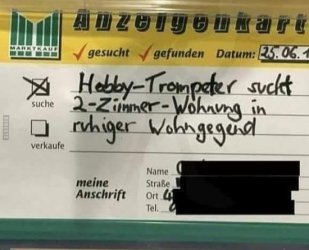 Anzeigenkart
MARKTKAUF
gesucht gefunden Datum: 25.06.1
suche
Hobby-Trompeter sucht
2-Zimmer-Wohnung in
ruhiger Wohngegend
verkaufe
meine
Anschrift
Name
Straße
Ort
Tel.